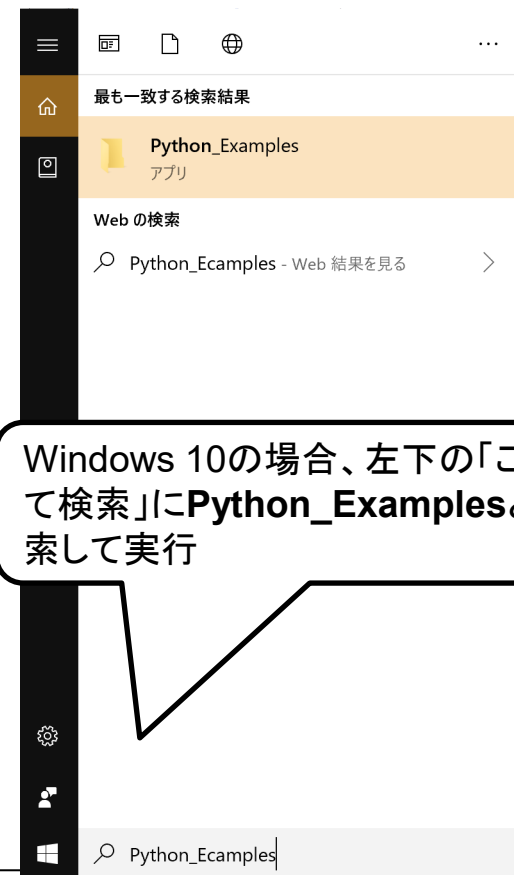 最も一致する検索結果
Python_Examples
アプリ
Web の検索
Python_Ecamples - Web 結果を見る
Windows 10の場合、左下の「こ
て検索」にPython_Examples
索して実行
Python_Ecamples